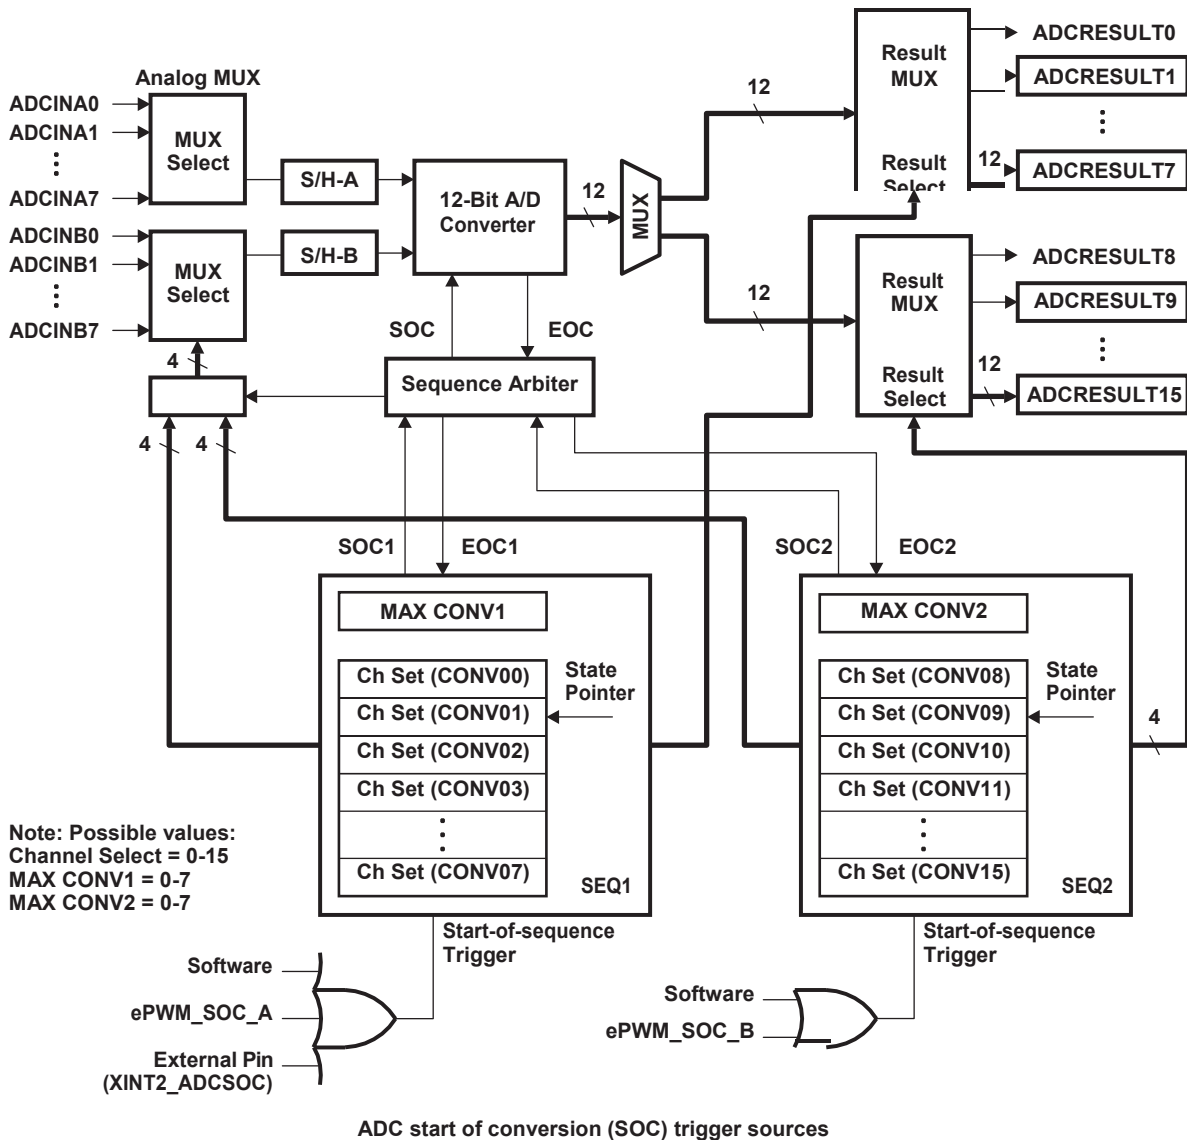 Analog MUX
ADCINA0
ADCINA1
ADCINA7
MUX
Select
S/H-A
ADCINB0
ADCINB1
ADCINB7
MUX
Select
S/H-B
12-Bit A/D
Converter
12
MUX
12
12
Result
MUX
Result
Select
ADCRESULT0
ADCRESULT1
12
ADCRESULT7
Result
MUX
Result
Select
ADCRESULT8
ADCRESULT9
12
ADCRESULT15
SOC
EOC
4
Sequence Arbiter
4
4
SOC1
EOC1
SOC2
EOC2
MAX CONV1
Ch Set (CONV00)
Ch Set (CONV01)
Ch Set (CONV02)
Ch Set (CONV03)
Ch Set (CONV07)
State
Pointer
SEQ1
MAX CONV2
Ch Set (CONV08)
Ch Set (CONV09)
Ch Set (CONV10)
Ch Set (CONV11)
Ch Set (CONV15)
State
Pointer
4
SEQ2
Note: Possible values:
Channel Select = 0-15
MAX CONV1 = 0-7
MAX CONV2 = 0-7
Start-of-sequence
Trigger
Software
ePWM_SOC_A
External Pin
(XINT2_ADCSOC)
Start-of-sequence
Trigger
Software
ePWM_SOC_B
ADC start of conversion (SOC) trigger sources